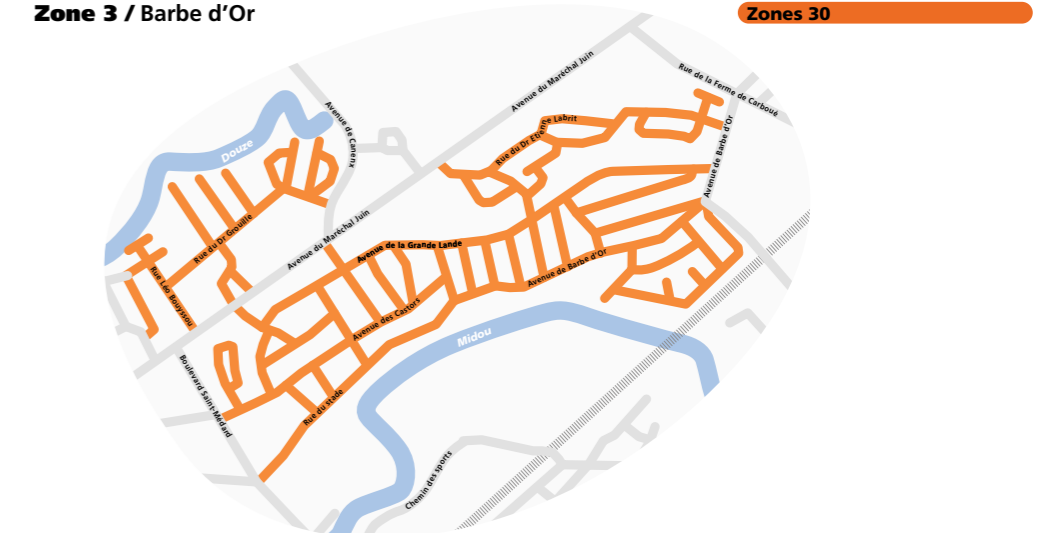 Zone 3 / Barbe d’Or
Zones 30
Avenue du Maréchal Juin
Rue de la Ferme de Carboué
Avenue de Canenx
Rue du Dr Etienne Labrit
Avenue de Barbe d’Or
Douze
Rue du Dr Grouille
Avenue du Maréchal Juin
Avenue de la Grande Lande
Rue Léo Bouyssou
Avenue de Barbe d’Or
Avenue des Castors
Midou
Boulevard Saint-Médard
Rue du stade
Chemin des sports